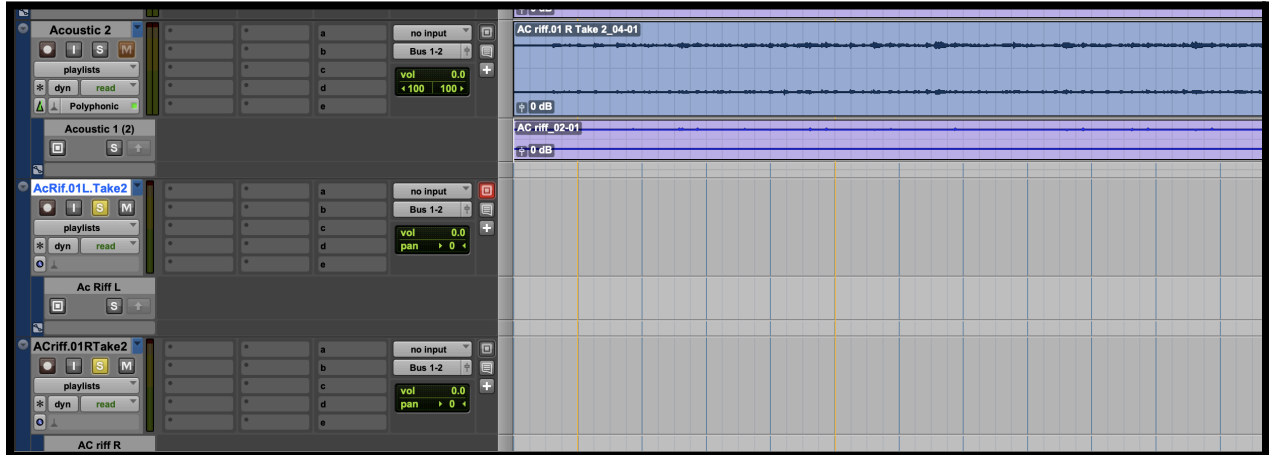 Acoustic 2
a
no input
I S M
b
Bus 1-2
playlists
c
vol 0.0
dyn read
d
100 100
Polyphonic
e
AC riff.01 R Take 2_04-01
0 dB
Acoustic 1 (2)
S
AC riff_02-01
0 dB
AcRif.01L.Take2
a
no input
I S M
b
Bus 1-2
playlists
c
vol 0.0
dyn read
d
pan 0
e
Ac Riff L
S
ACriff.01RTake2
a
no input
I S M
b
Bus 1-2
playlists
c
vol 0.0
dyn read
d
pan 0
e
AC riff R